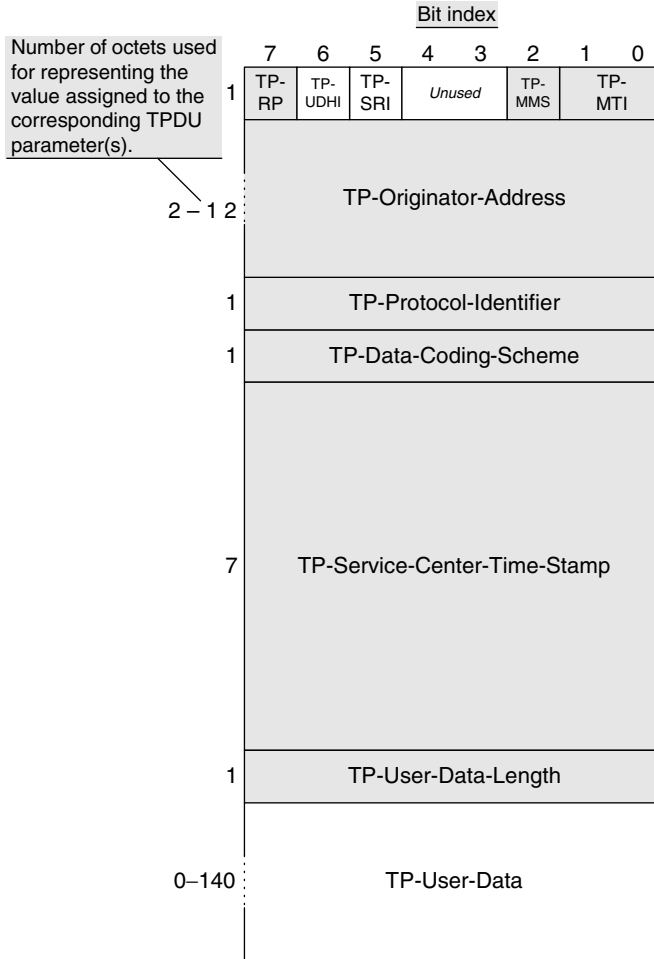 Bit index
Number of octets used
for representing the
value assigned to the
corresponding TPDU
parameter(s).
7 6 5 4 3 2 1 0
1
TP-RP
TP-UDHI
TP-SRI
Unused
TP-MMS
TP-MTI
2 – 1 2
TP-Originator-Address
1
TP-Protocol-Identifier
1
TP-Data-Coding-Scheme
7
TP-Service-Center-Time-Stamp
1
TP-User-Data-Length
0–140
TP-User-Data